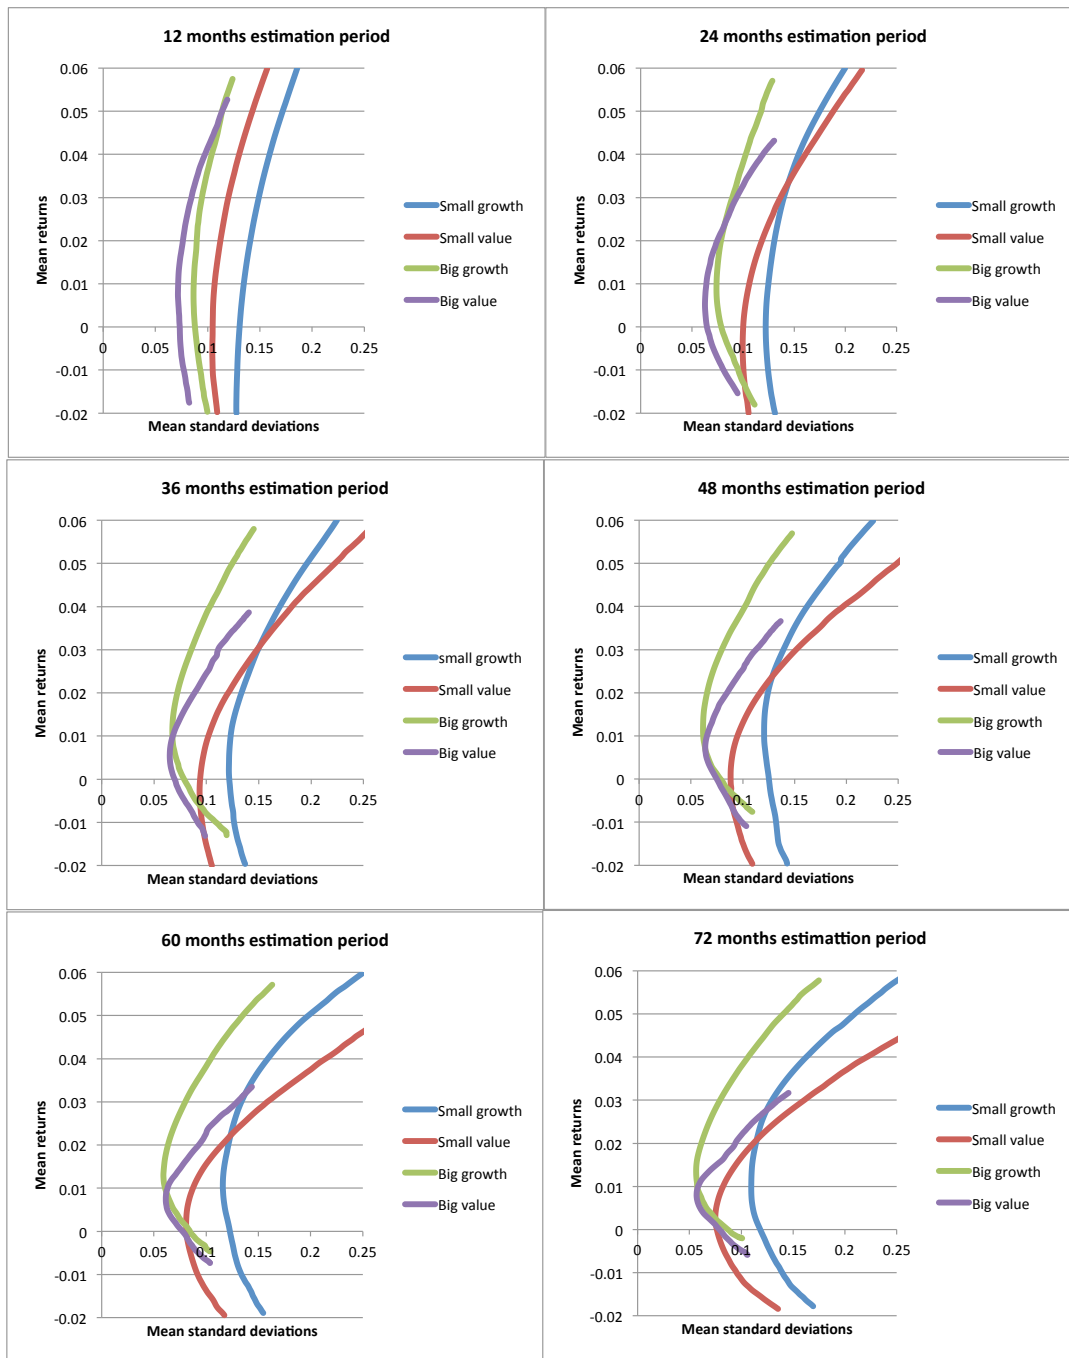 12 months estimation period
0.06
0.05
0.04
0.03
0.02
0.01
0
-0.01
-0.02
0 0.05 0.1 0.15 0.2 0.25
Mean returns
Mean standard deviations
Small growth
Small value
Big growth
Big value
24 months estimation period
0.06
0.05
0.04
0.03
0.02
0.01
0
-0.01
-0.02
0 0.05 0.1 0.15 0.2 0.25
Mean returns
Mean standard deviations
Small growth
Small value
Big growth
Big value
36 months estimation period
0.06
0.05
0.04
0.03
0.02
0.01
0
-0.01
-0.02
0 0.05 0.1 0.15 0.2 0.25
Mean returns
Mean standard deviations
small growth
Small value
Big growth
Big value
48 months estimation period
0.06
0.05
0.04
0.03
0.02
0.01
0
-0.01
-0.02
0 0.05 0.1 0.15 0.2 0.25
Mean returns
Mean standard deviations
Small growth
Small value
Big growth
Big value
60 months estimation period
0.06
0.05
0.04
0.03
0.02
0.01
0
-0.01
-0.02
0 0.05 0.1 0.15 0.2 0.25
Mean returns
Mean standard deviations
Small growth
Small value
Big growth
Big value
72 months estimattion period
0.06
0.05
0.04
0.03
0.02
0.01
0
-0.01
-0.02
0 0.05 0.1 0.15 0.2 0.25
Mean returns
Mean standard deviations
Small growth
Small value
Big growth
Big value